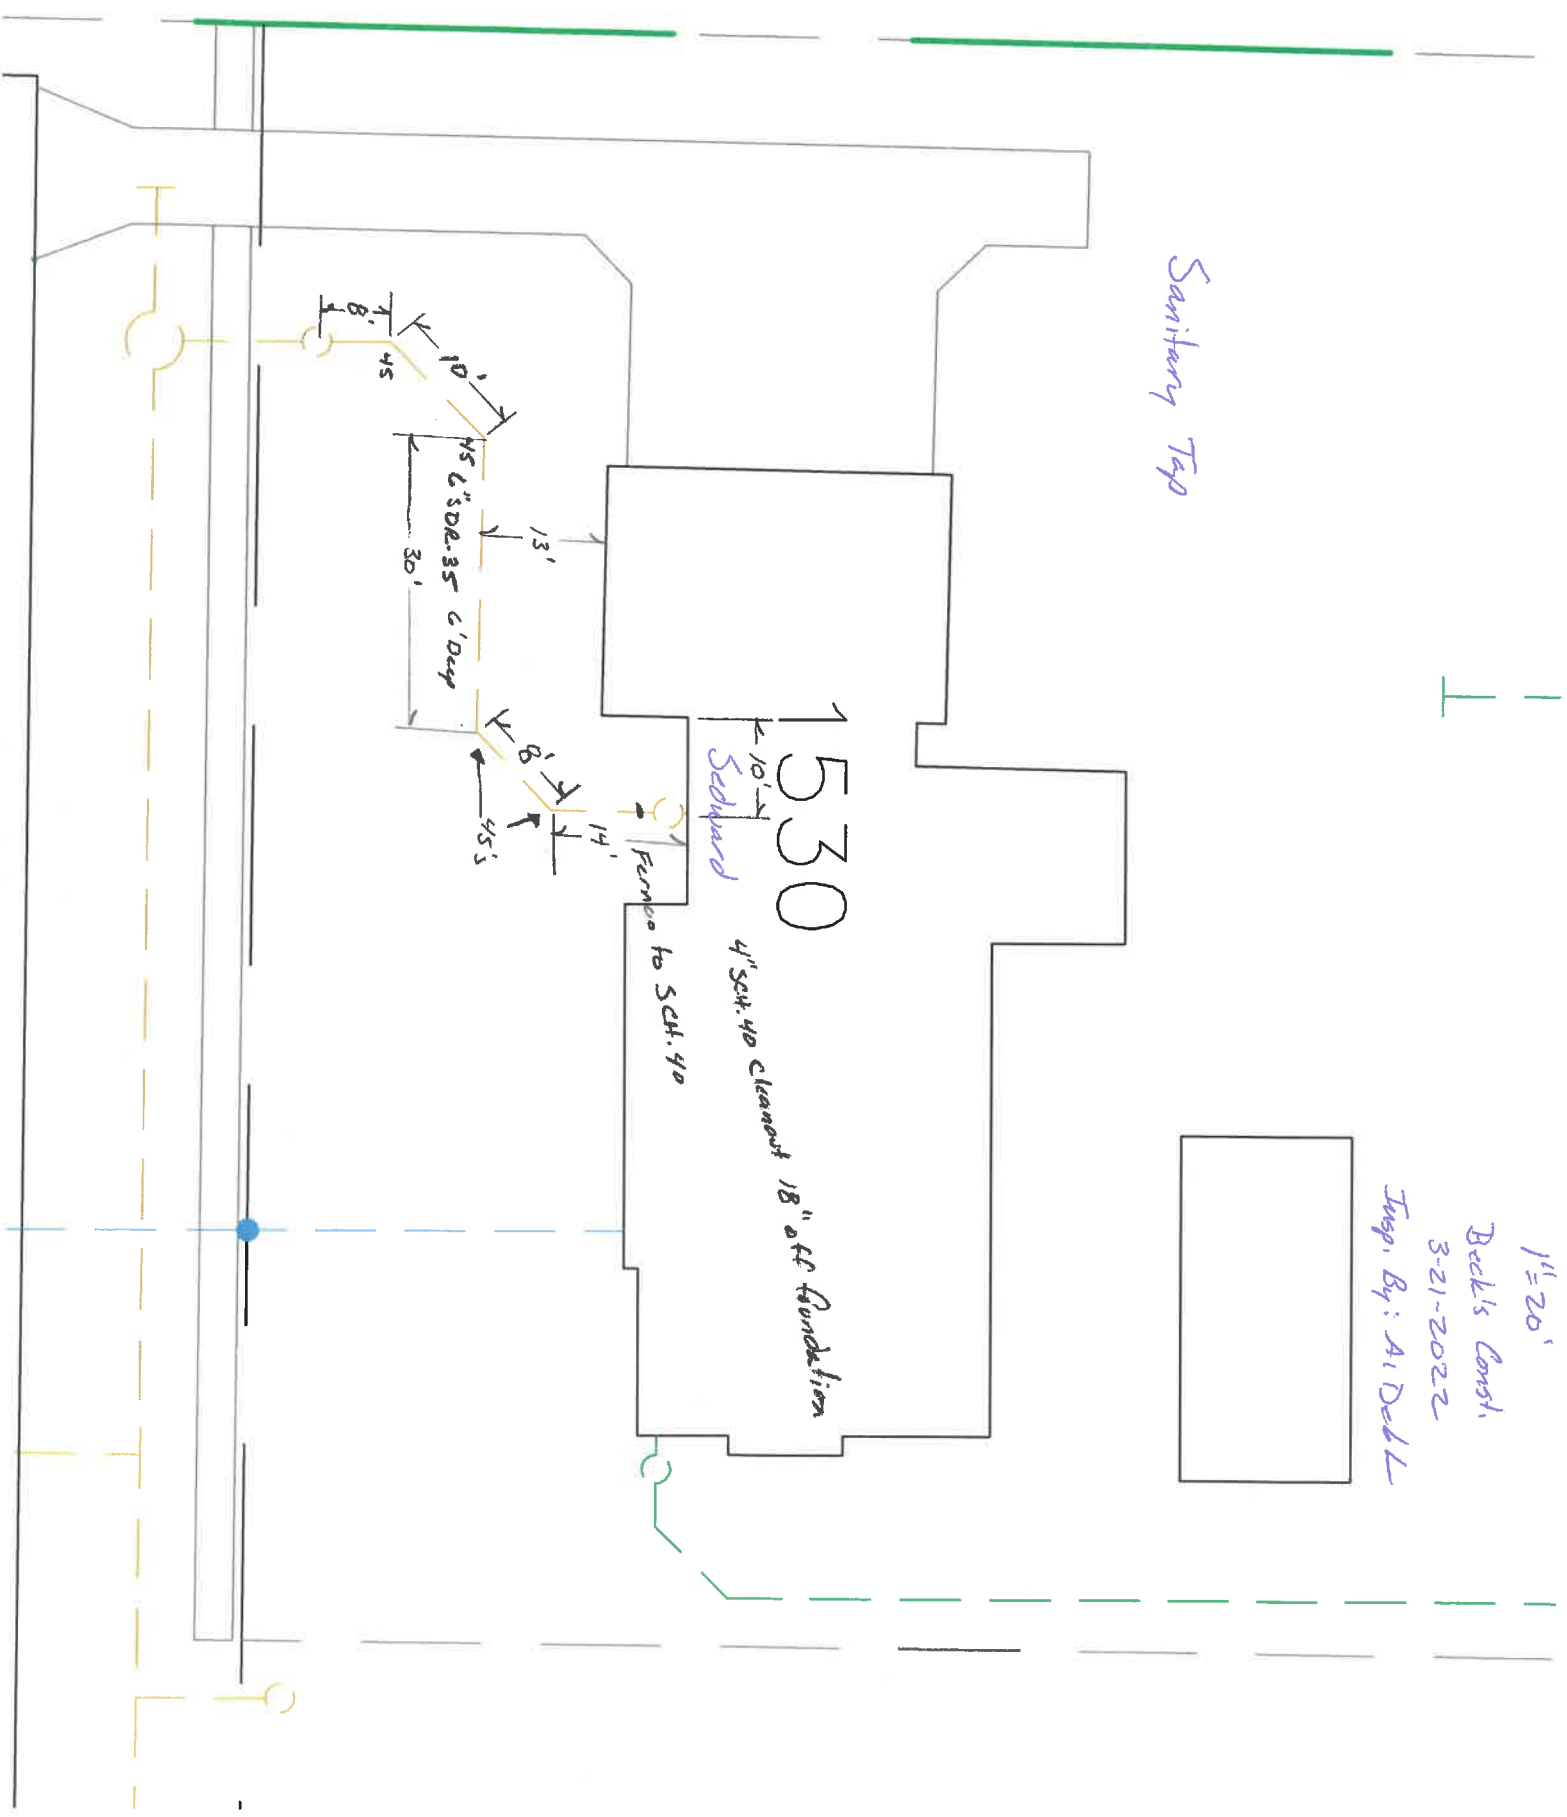 1"=20'
Beck's Const.
3-21-2022
Insp. By: Al
Sanitary Tap
1530
Sedward
10'
4" SCH. 40 cleanout 18" off foundation
Fernco to SCH. 40
13'
14'
8'
45's
10'
45 6" SDR-35 6' Deep
30'
8'
45